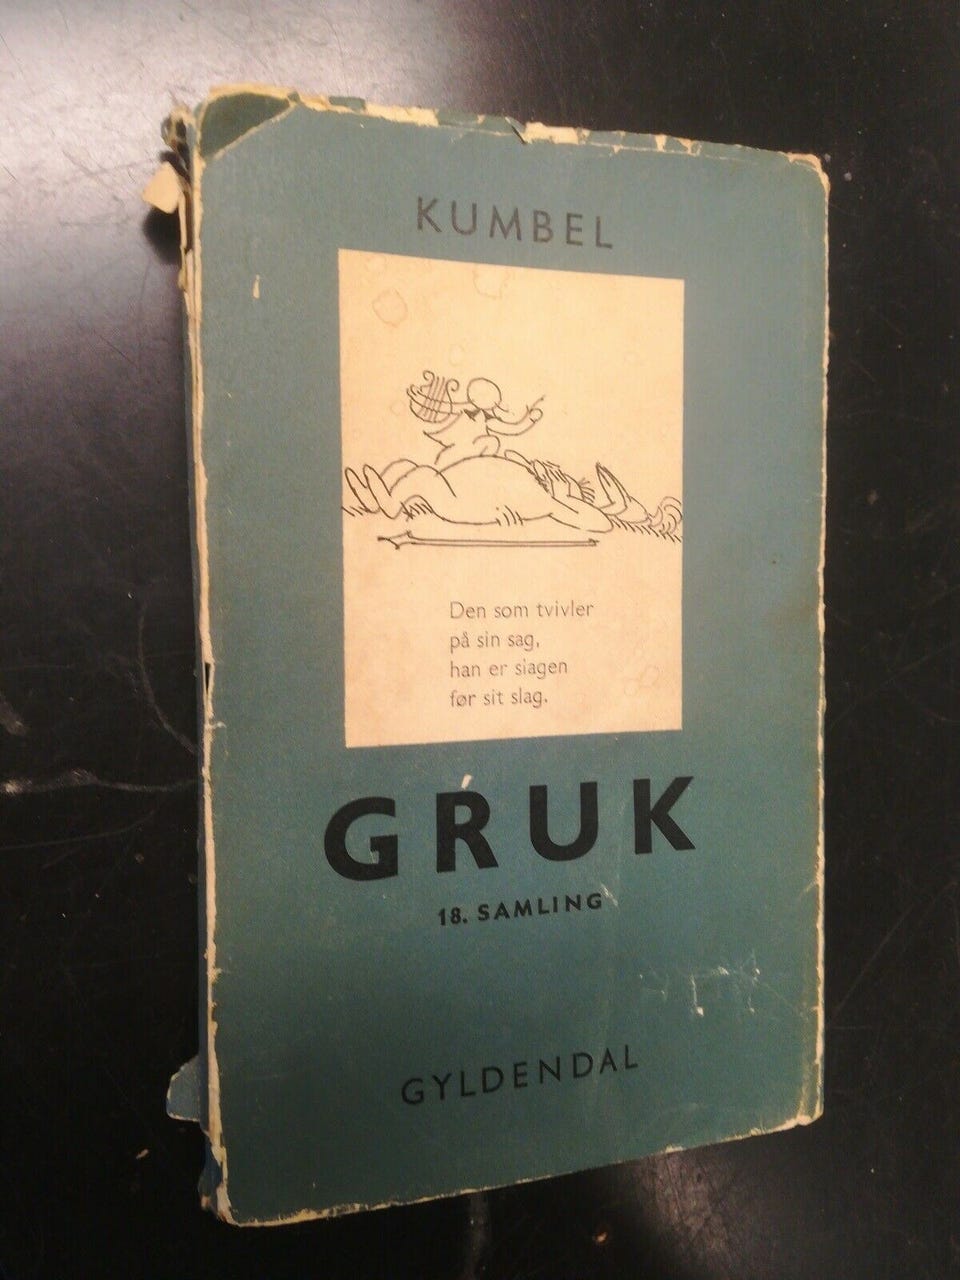 KUMBEL
Den som tvivler
på sin sag,
han er slagen
før sit slag.
GRUK
18. SAMLING
GYLDENDAL